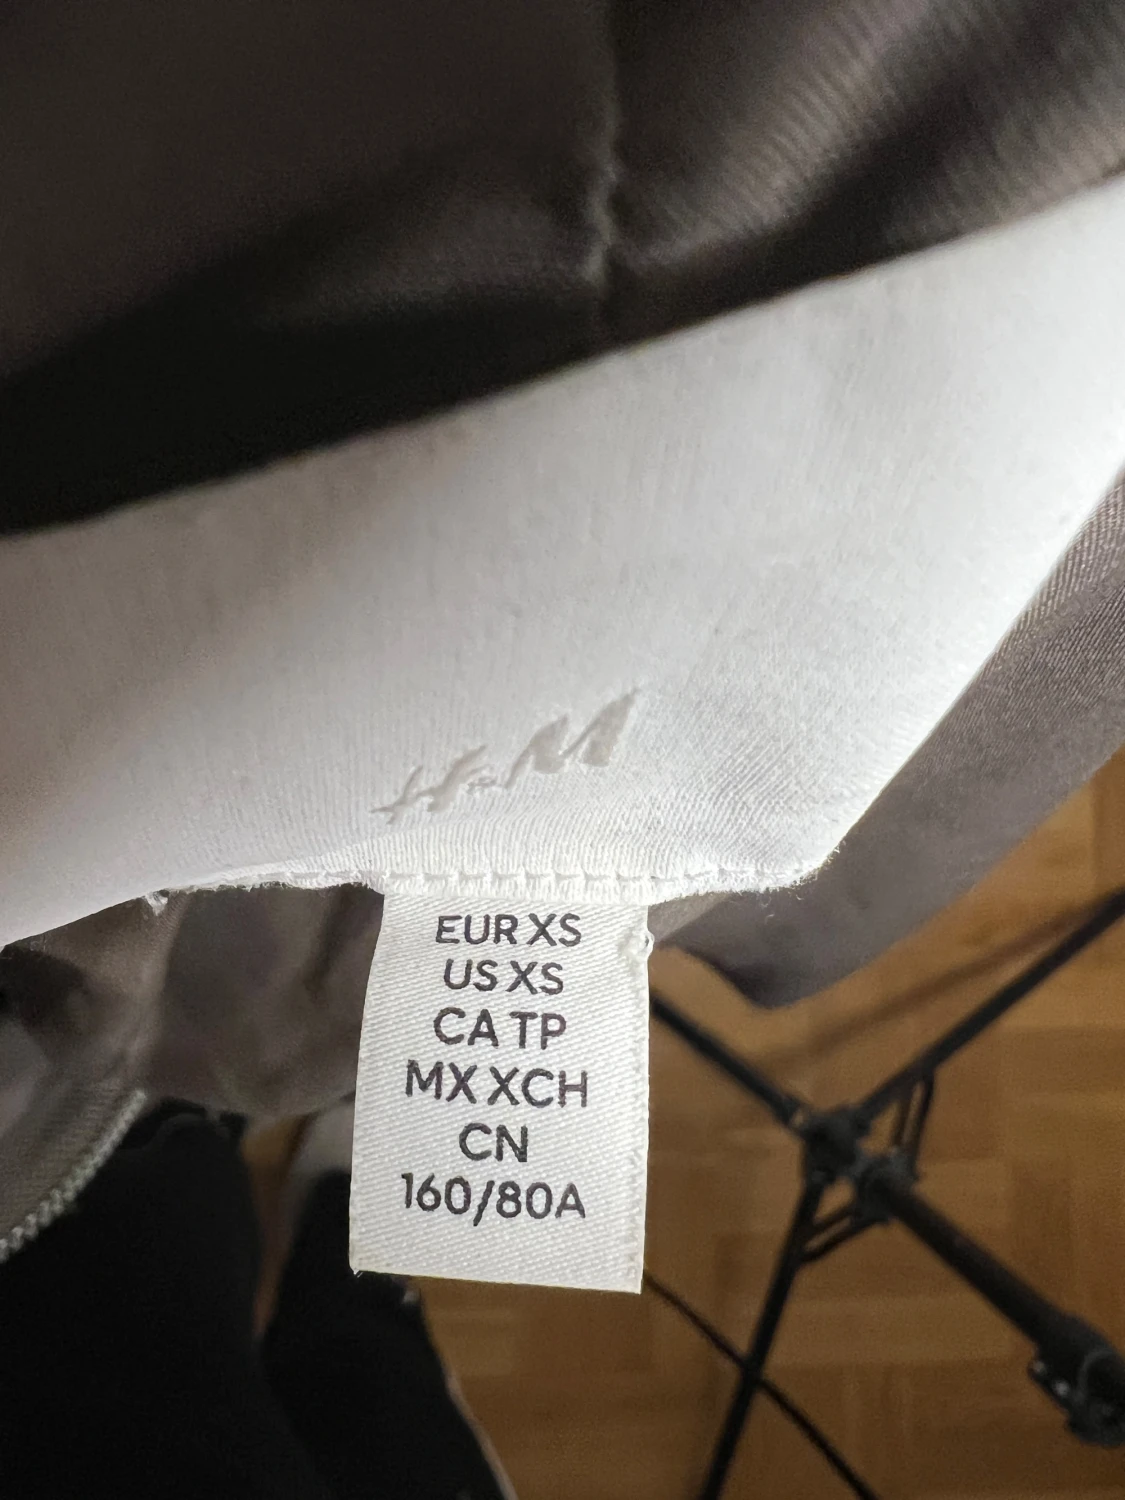 H&M
EUR XS
US XS
CA TP
MX XCH
CN
160/80A